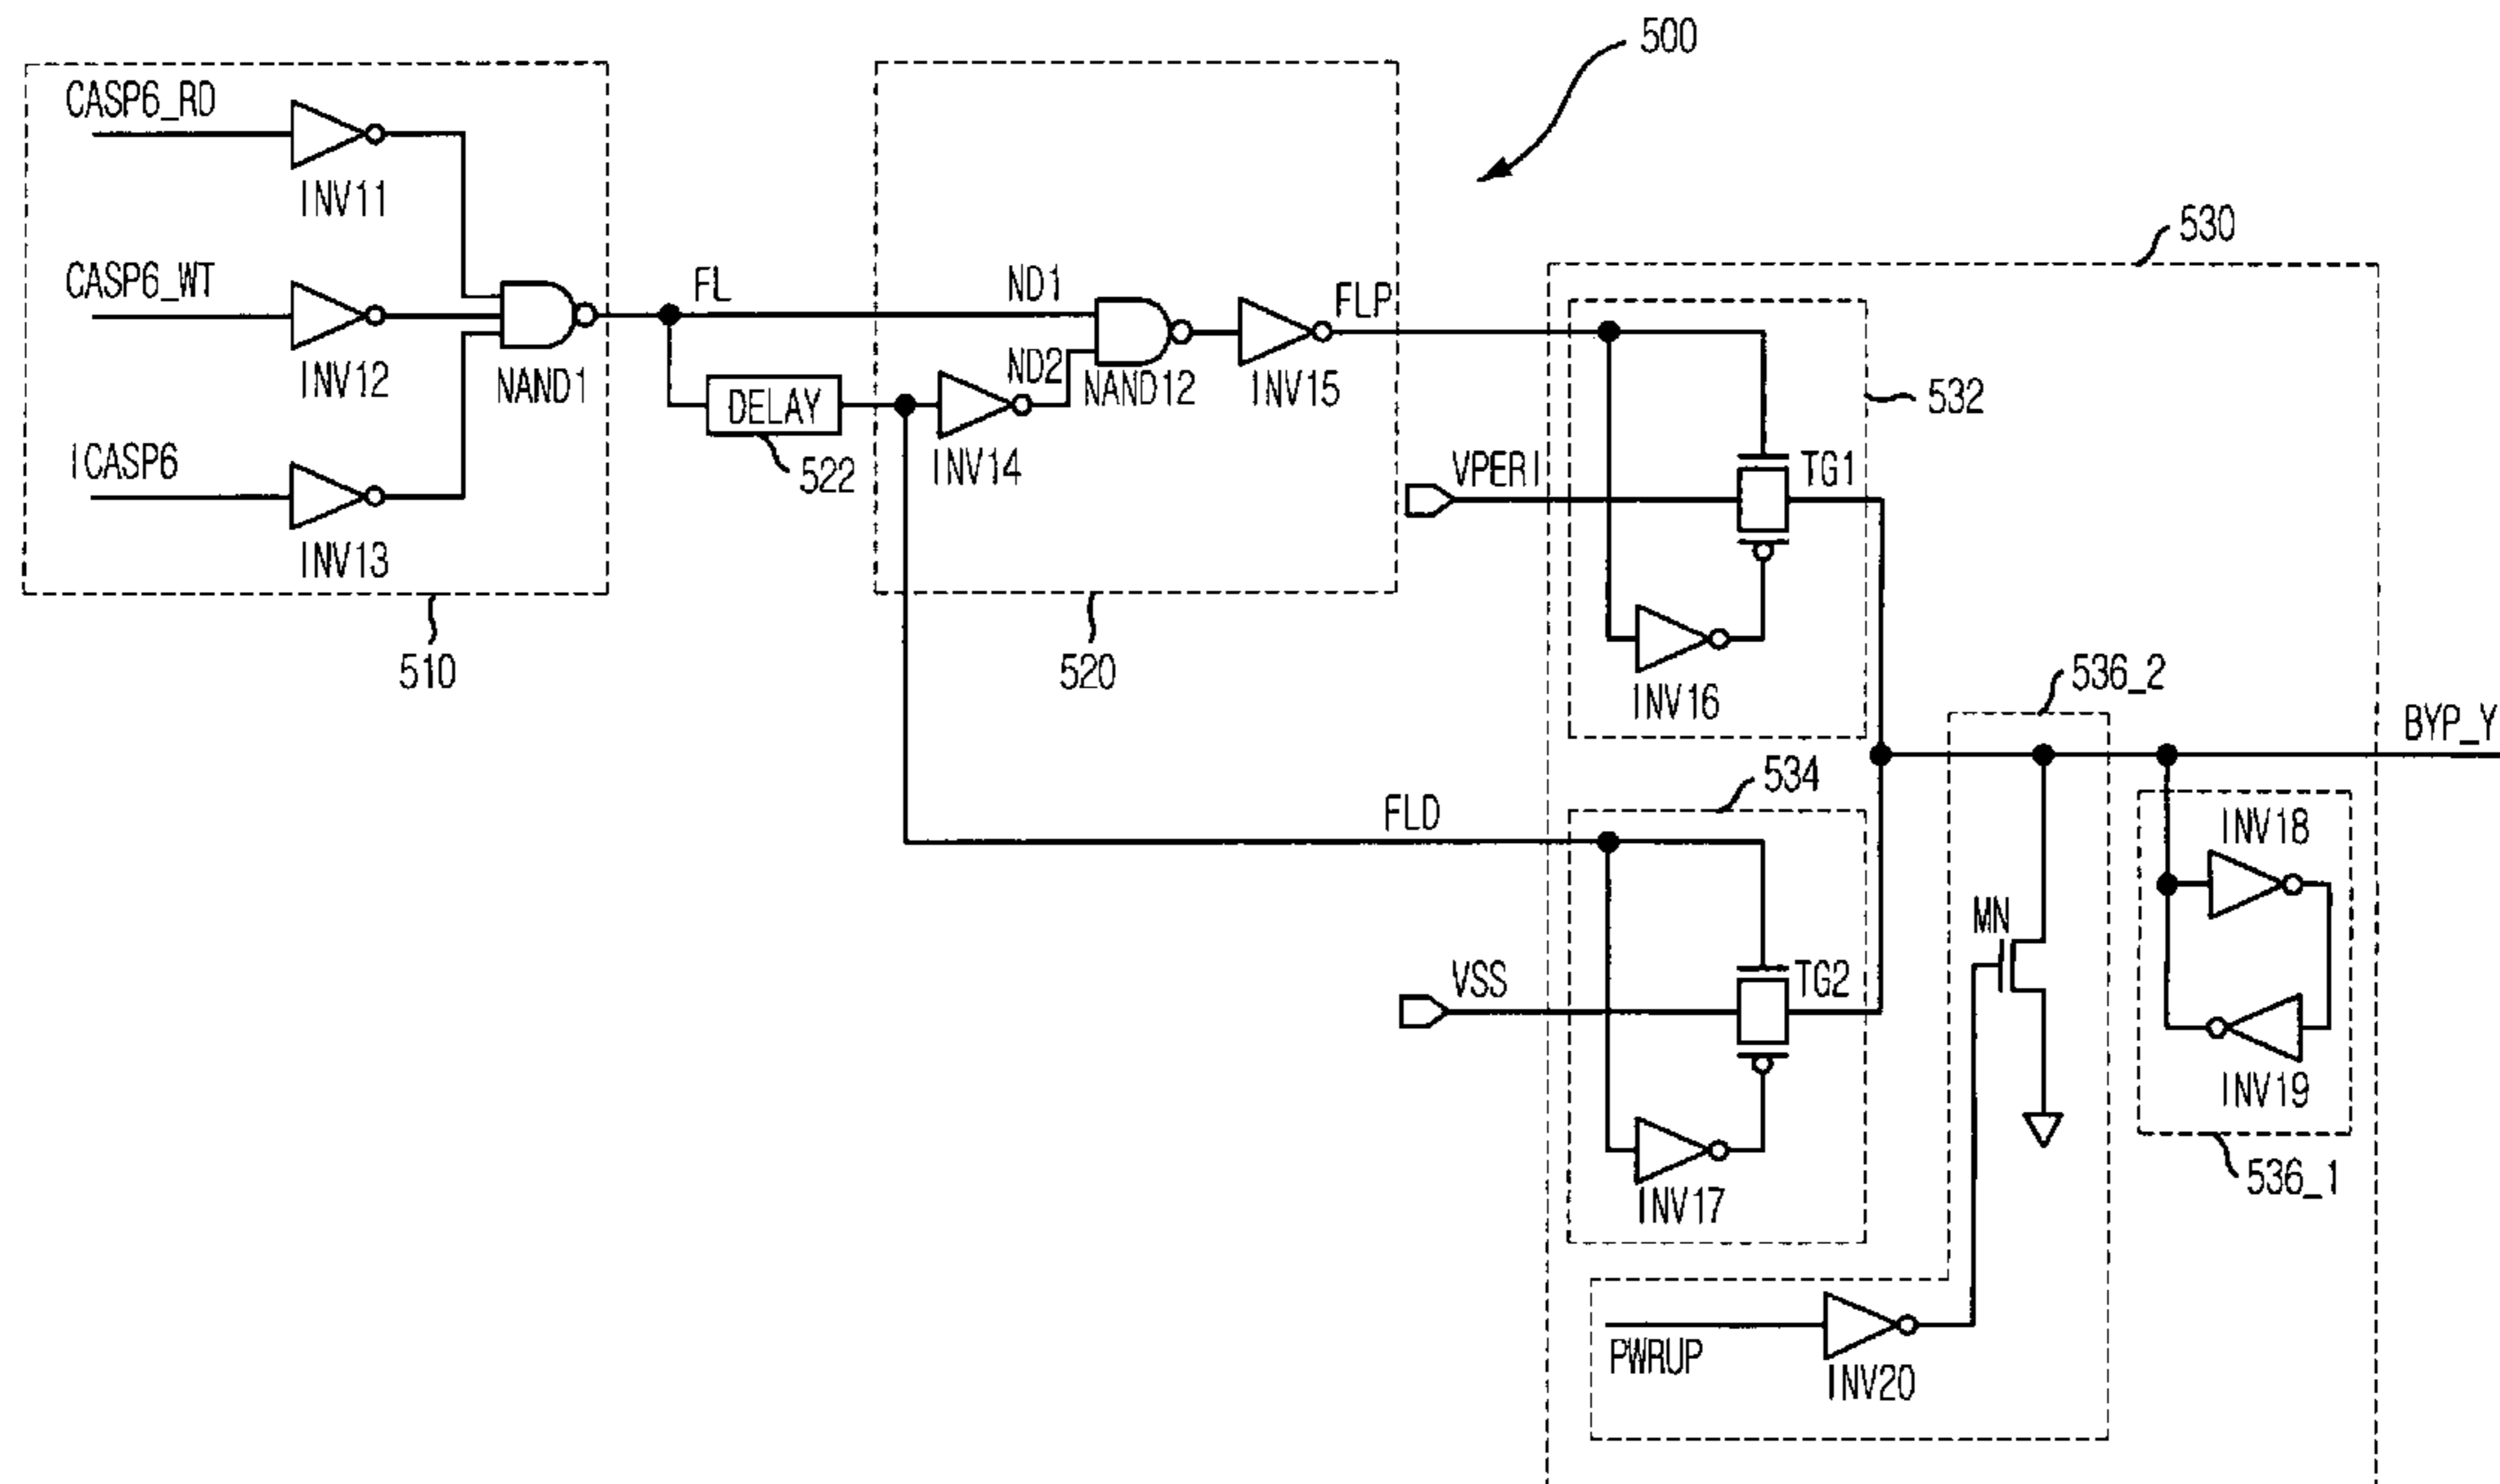 500
CASP6_RD
INV11
CASP6_WT
INV12
NAND1
ICASP6
INV13
510
FL
DELAY
522
ND1
ND2
INV14
NAND12
INV15
FLP
520
530
532
VPERI
TG1
INV16
534
FLD
VSS
TG2
INV17
536_2
MN
PWRUP
INV20
BYP_Y
INV18
INV19
536_1